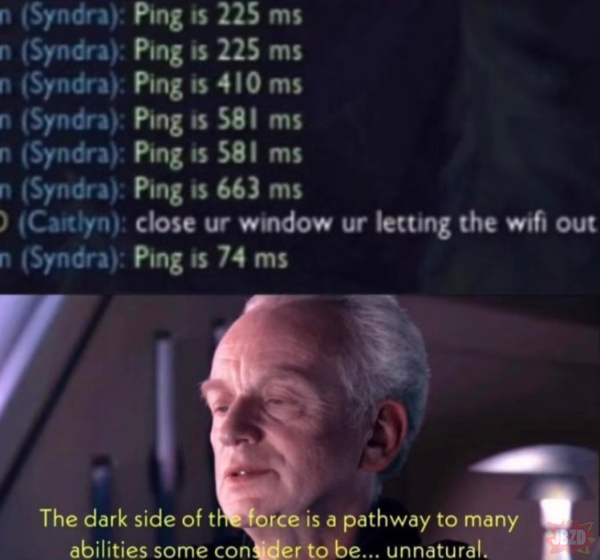 n (Syndra): Ping is 225 ms
n (Syndra): Ping is 225 ms
n (Syndra): Ping is 410 ms
n (Syndra): Ping is 581 ms
n (Syndra): Ping is 581 ms
n (Syndra): Ping is 663 ms
O (Caitlyn): close ur window ur letting the wifi out
n (Syndra): Ping is 74 ms
The dark side of the force is a pathway to many
abilities some consider to be... unnatural.
JBZD